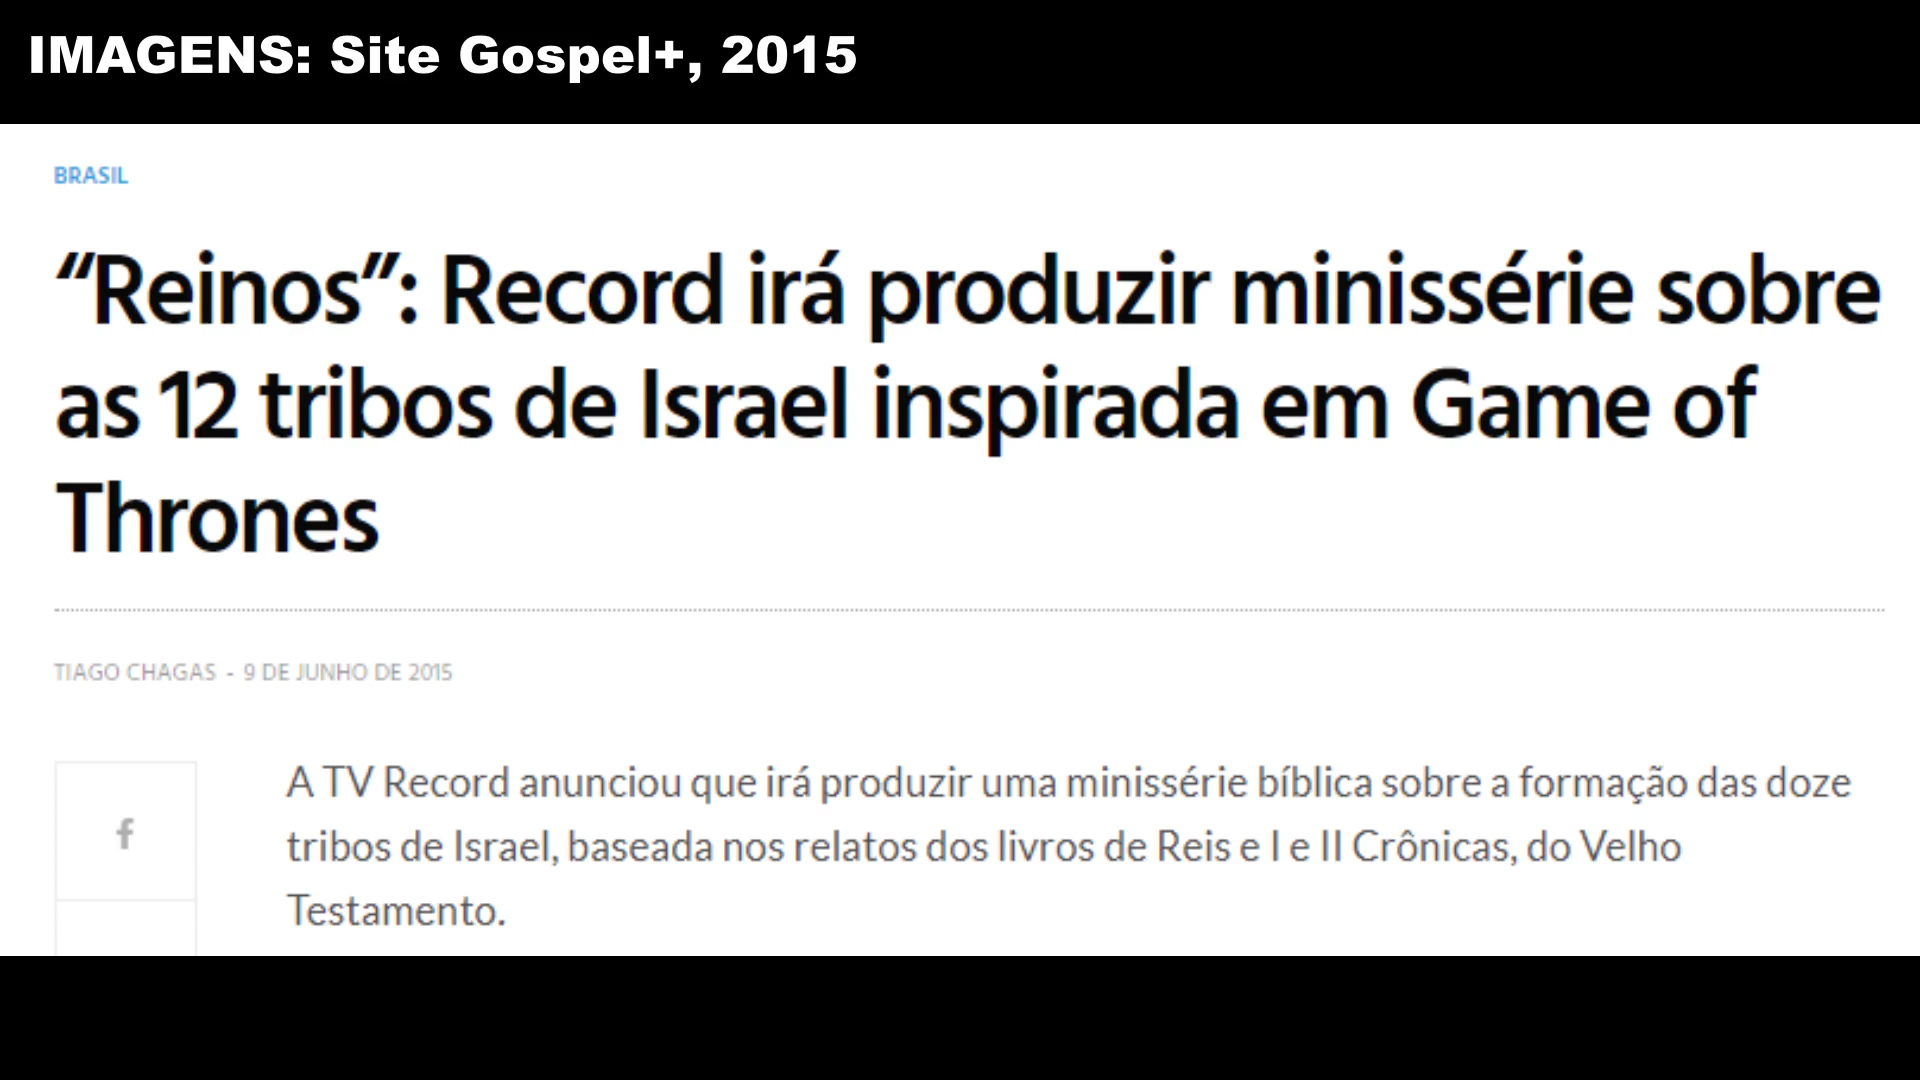 IMAGENS: Site Gospel+, 2015
BRASIL
“Reinos”: Record irá produzir minissérie sobre
as 12 tribos de Israel inspirada em Game of
Thrones
TIAGO CHAGAS - 9 DE JUNHO DE 2015
A TV Record anunciou que irá produzir uma minissérie bíblica sobre a formação das doze
tribos de Israel, baseada nos relatos dos livros de Reis e I e II Crônicas, do Velho
Testamento.